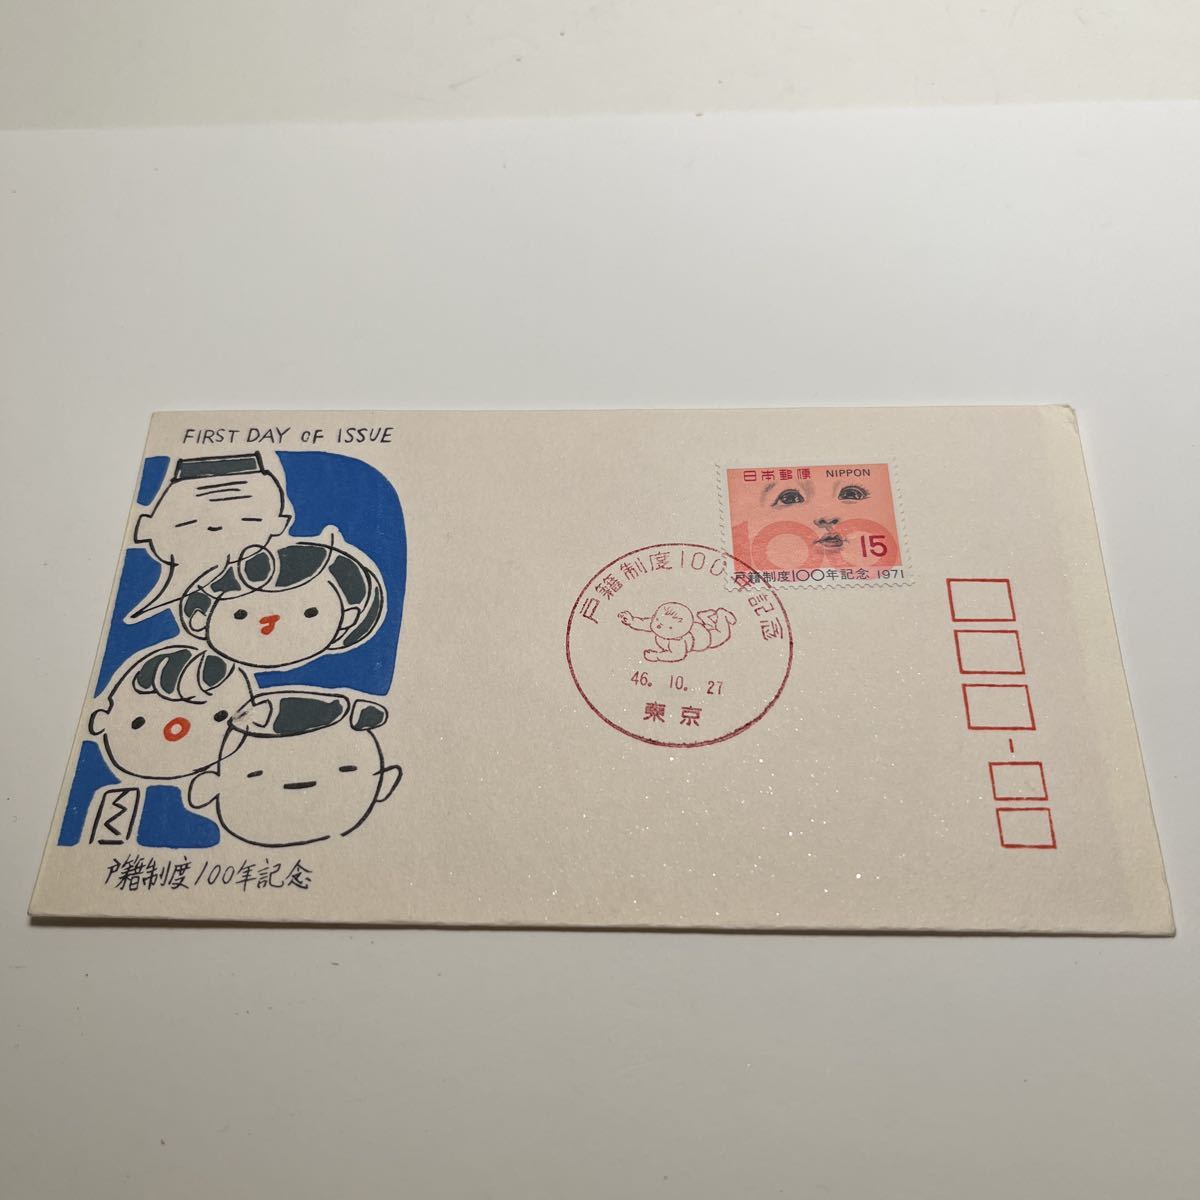 FIRST DAY OF ISSUE
日本郵便 NIPPON
15
戸籍制度100年記念 1971
戸籍制度100年記念
46. 10. 27
東京
戸籍制度100年記念